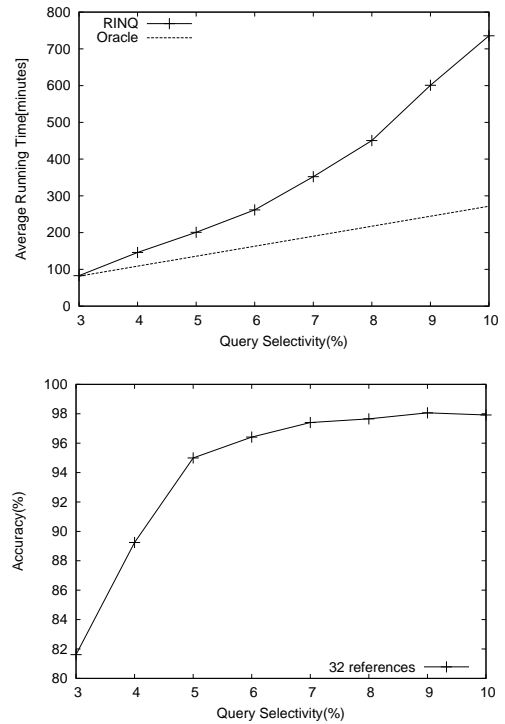 800
700
600
500
400
300
200
100
0
Average Running Time[minutes]
RINQ
Oracle
3 4 5 6 7 8 9 10
Query Selectivity(%)
100
98
96
94
92
90
88
86
84
82
80
Accuracy(%)
32 references
3 4 5 6 7 8 9 10
Query Selectivity(%)